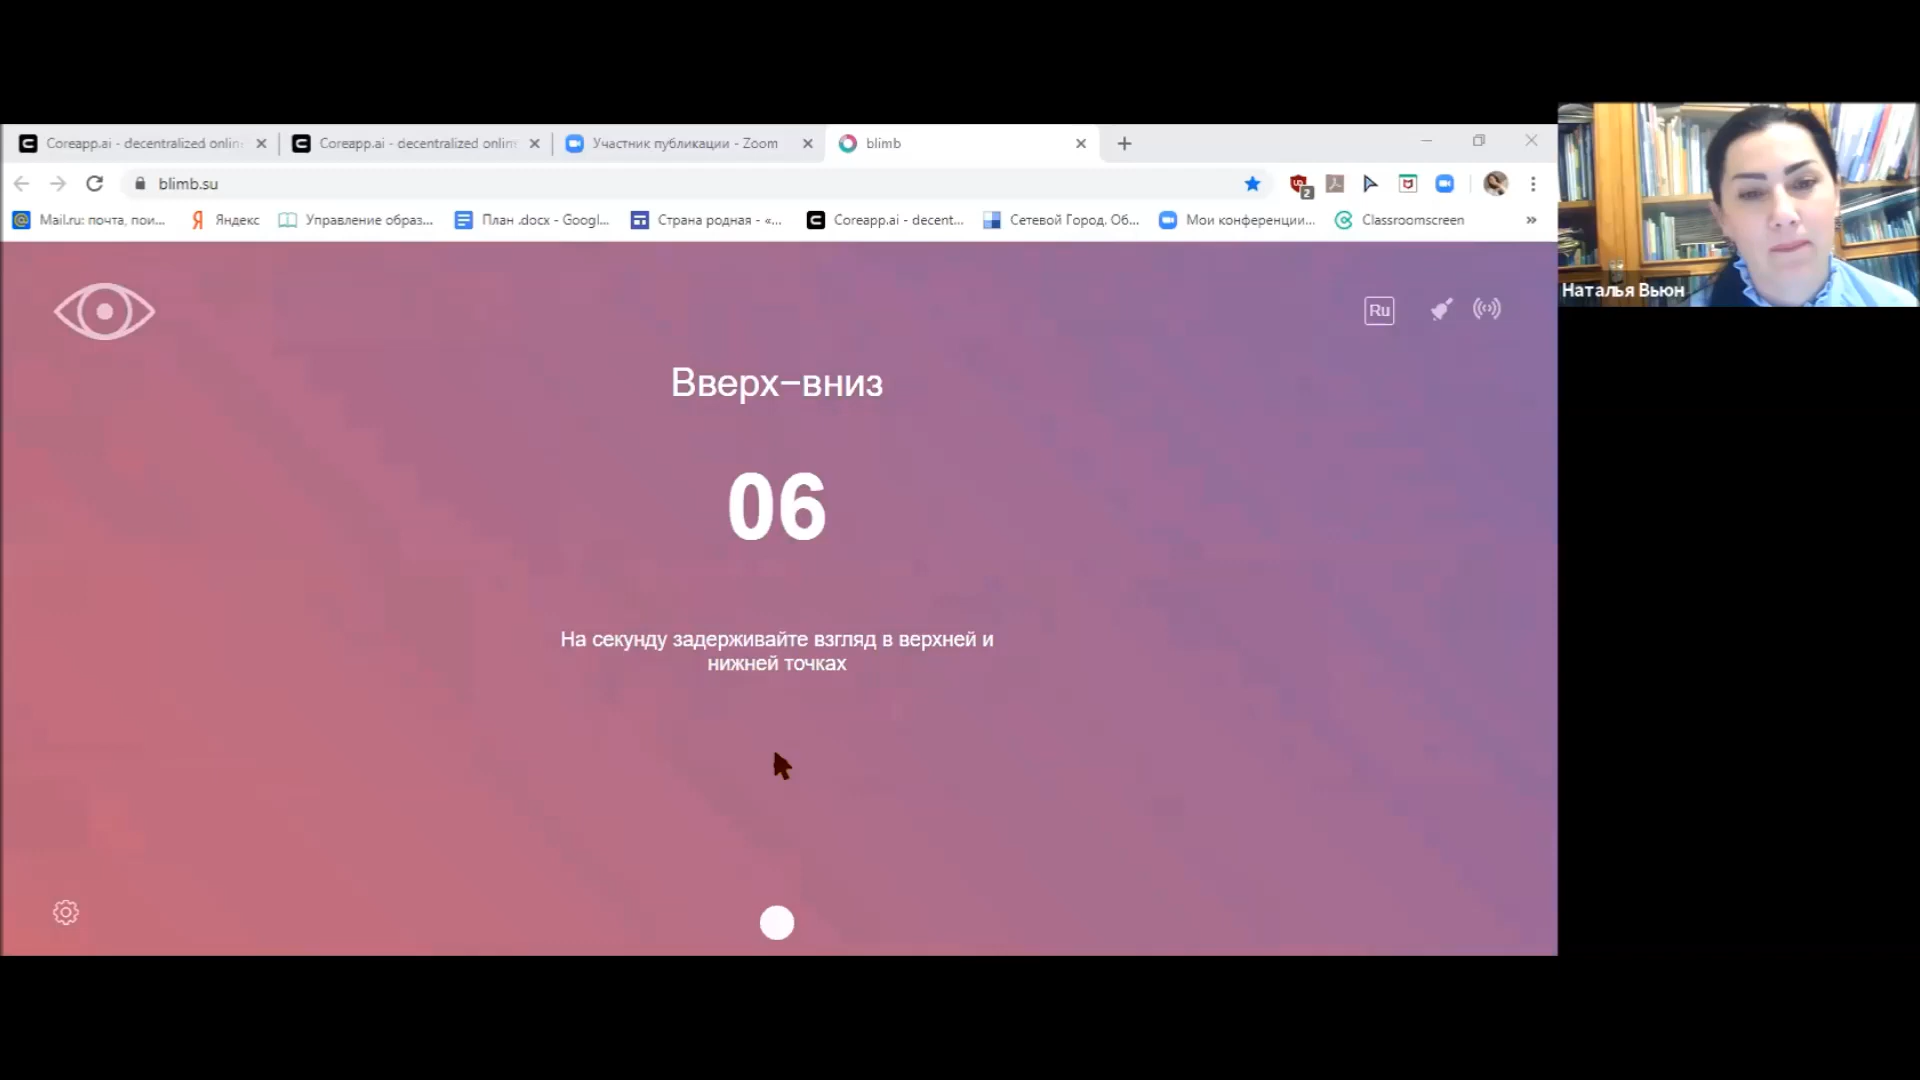 Coreapp.ai - decentralized onlin
Coreapp.ai - decentralized onlin
Участник публикации - Zoom
blimb
blimb.su
2
Mail.ru: почта, пои...
Яндекс
Управление образ...
План .docx - Googl...
Страна родная - «...
Coreapp.ai - decent...
Сетевой Город. Об...
Мои конференции...
Classroomscreen
Наталья Вьюн
Ru
Вверх–вниз
06
На секунду задерживайте взгляд в верхней и
нижней точках